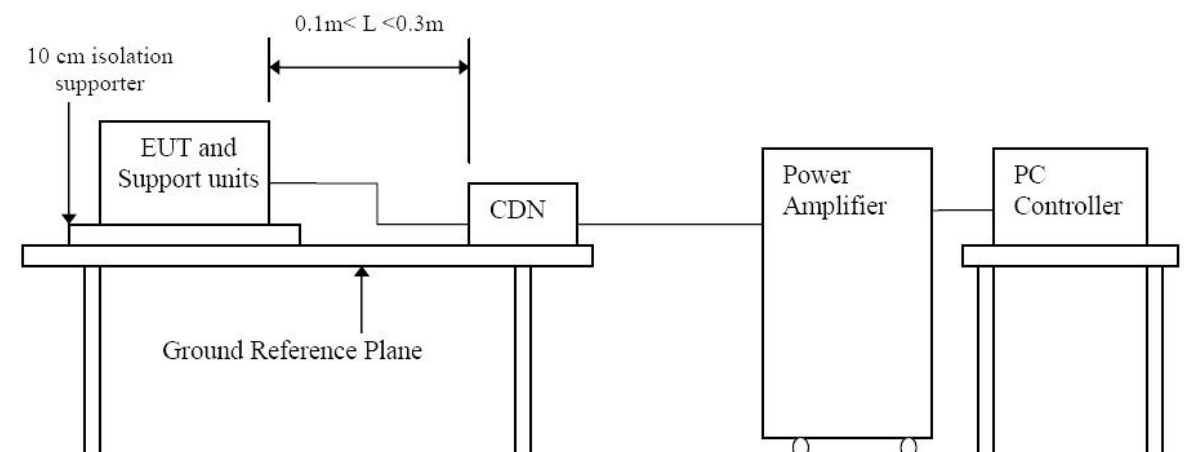 0.1m< L <0.3m
10 cm isolation
supporter
EUT and
Support units
CDN
Power
Amplifier
PC
Controller
Ground Reference Plane